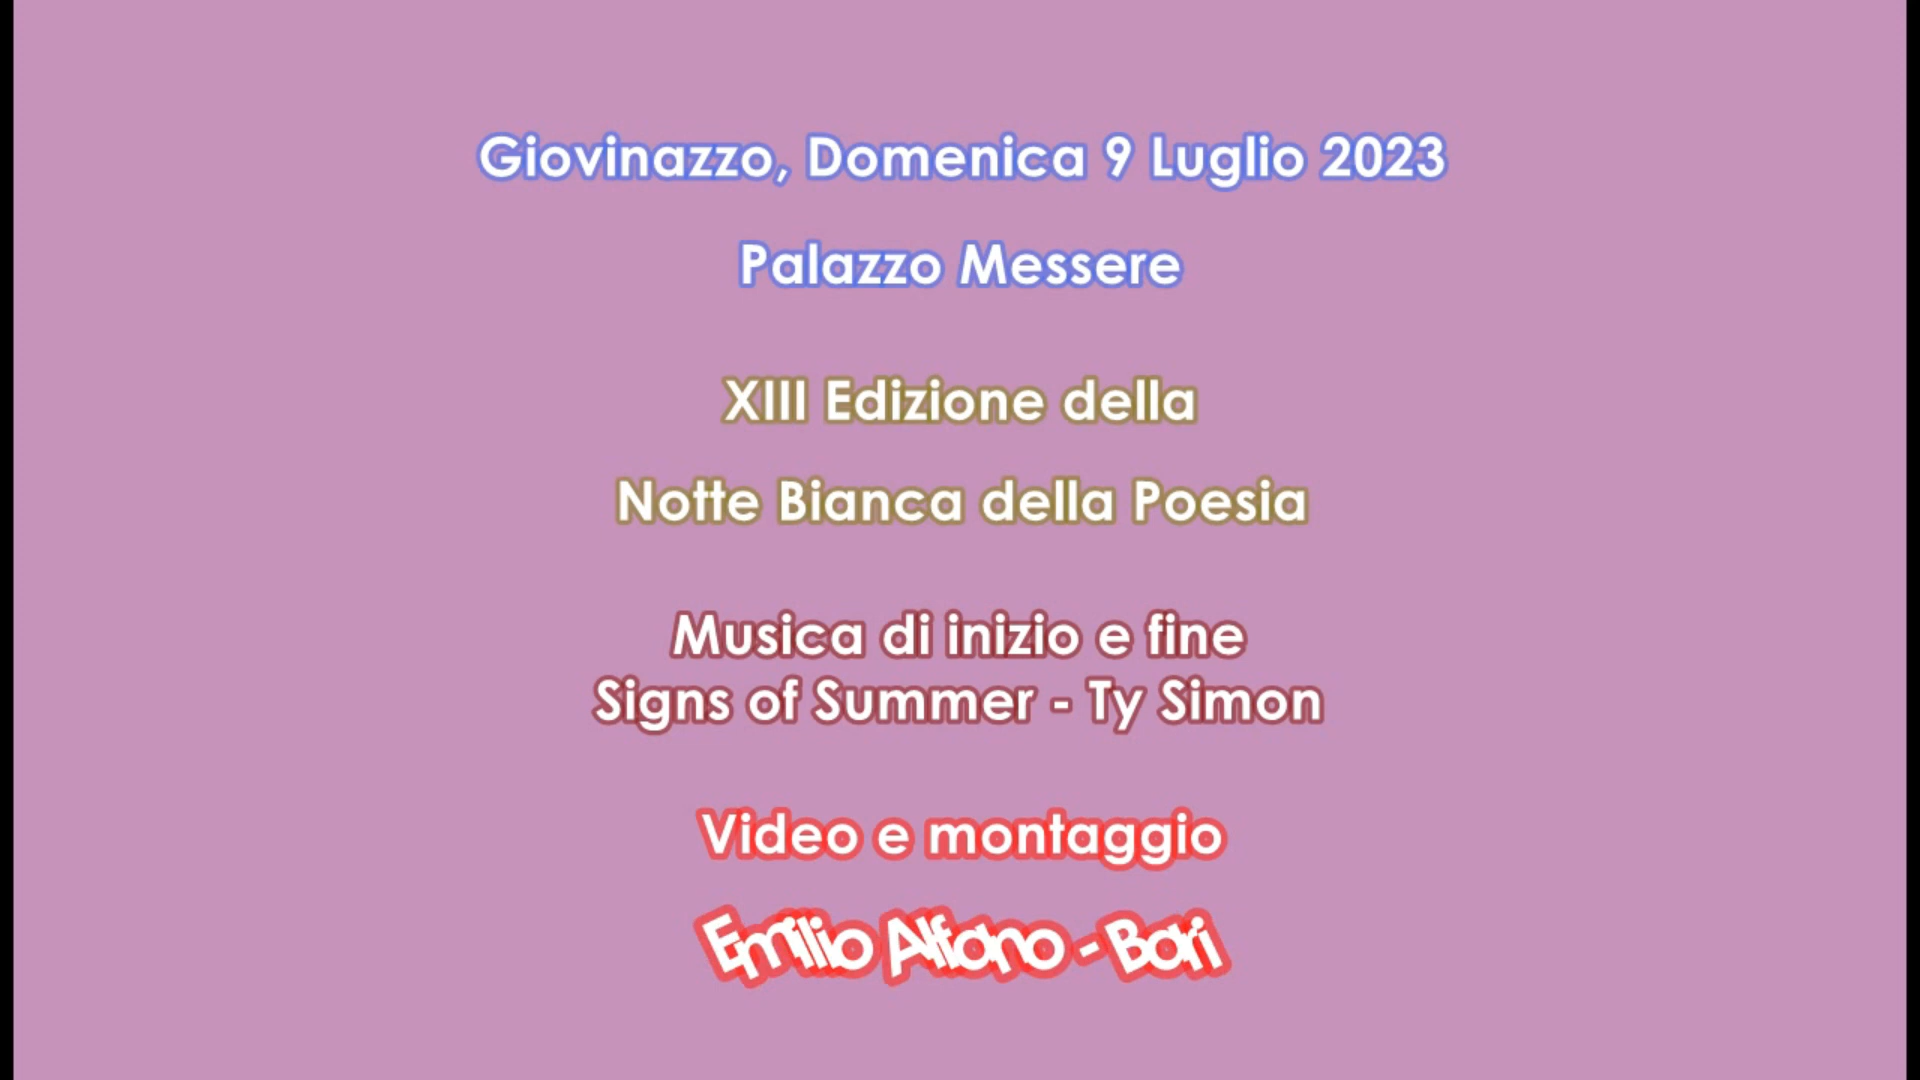 Giovinazzo, Domenica 9 Luglio 2023
Palazzo Messere
XIII Edizione della
Notte Bianca della Poesia
Musica di inizio e fine
Signs of Summer - Ty Simon
Video e montaggio
Emilio Alfano - Bari